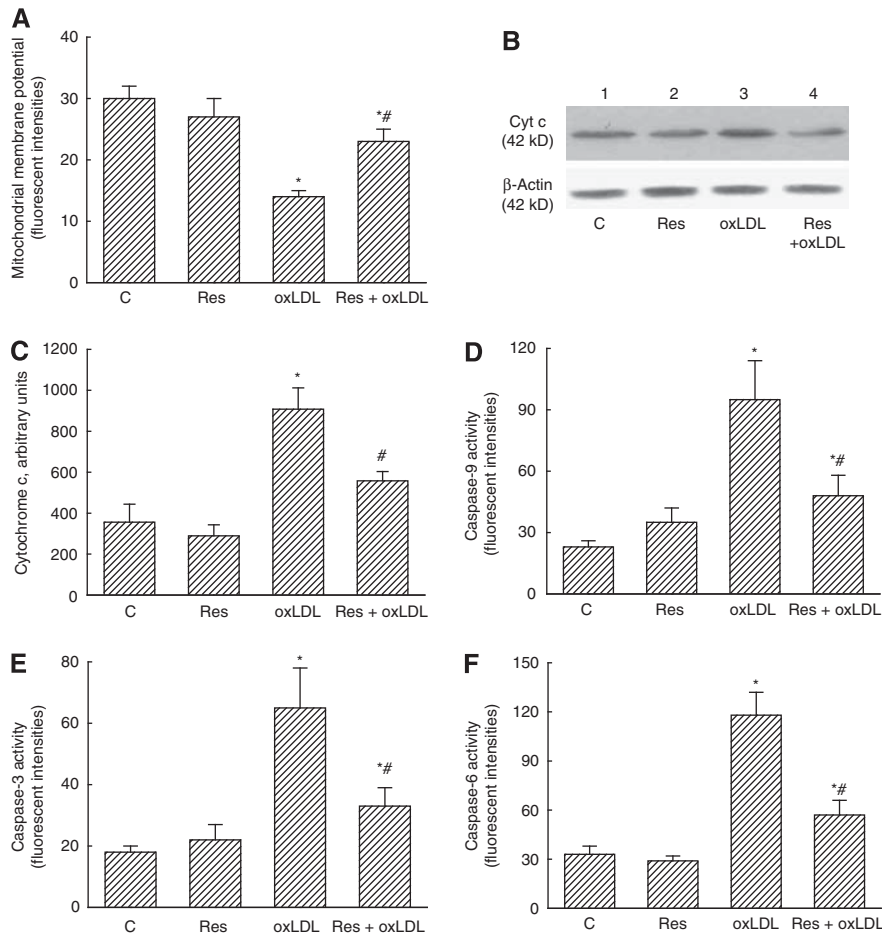 A
Mitochondrial membrane potential
(fluorescent intensities)
40
30
20
10
0
*
*#
C Res oxLDL Res + oxLDL
B
1 2 3 4
Cyt c
(42 kD)
β-Actin
(42 kD)
C Res oxLDL Res
+oxLDL
C
Cytochrome c, arbitrary units
1200
1000
800
600
400
200
0
*
#
C Res oxLDL Res + oxLDL
D
Caspase-9 activity
(fluorescent intensities)
120
90
60
30
0
*
*#
C Res oxLDL Res + oxLDL
E
Caspase-3 activity
(fluorescent intensities)
80
60
40
20
0
*
*#
C Res oxLDL Res + oxLDL
F
Caspase-6 activity
(fluorescent intensities)
150
120
90
60
30
0
*
*#
C Res oxLDL Res + oxLDL